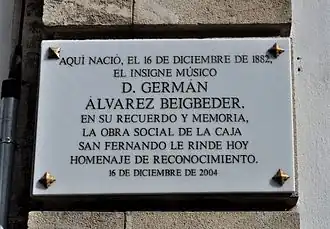 AQUÍ NACIÓ, EL 16 DE DICIEMBRE DE 1882,
EL INSIGNE MÚSICO
D. GERMÁN
ÁLVAREZ BEIGBEDER.
EN SU RECUERDO Y MEMORIA,
LA OBRA SOCIAL DE LA CAJA
SAN FERNANDO LE RINDE HOY
HOMENAJE DE RECONOCIMIENTO.
16 DE DICIEMBRE DE 2004